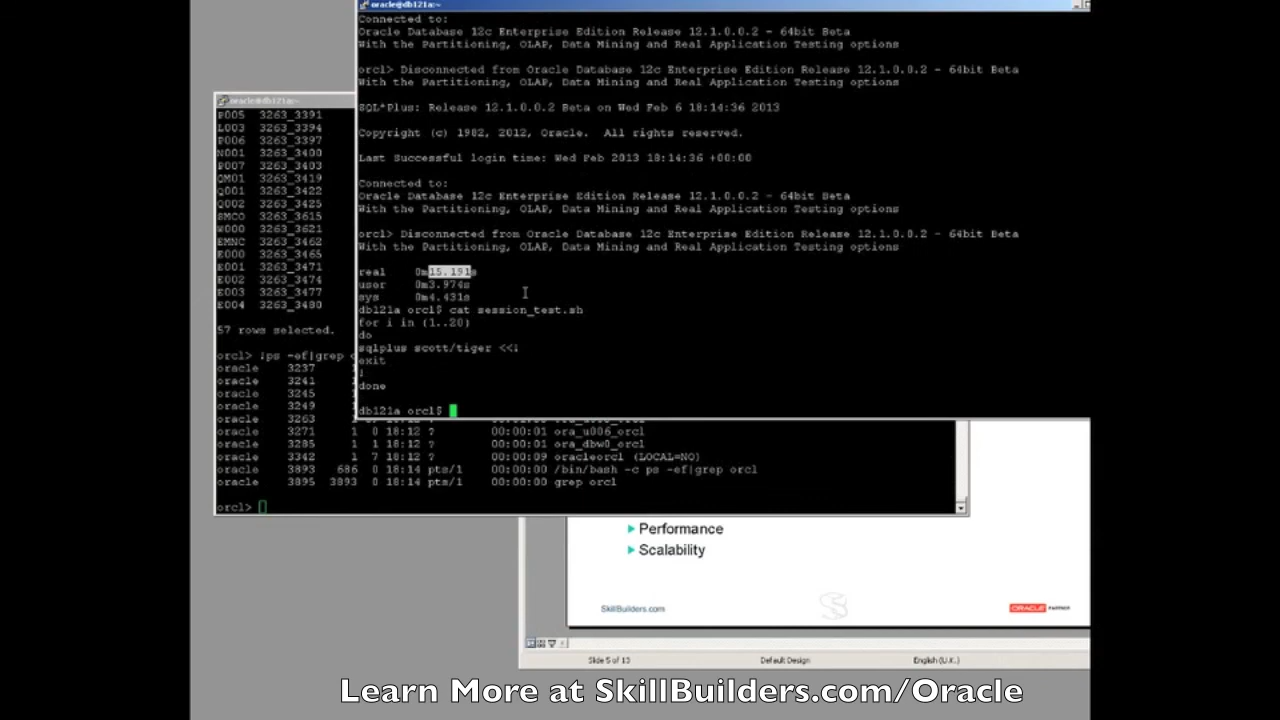 oracle@db121a:~
Connected to:
Oracle Database 12c Enterprise Edition Release 12.1.0.0.2 - 64bit Beta
With the Partitioning, OLAP, Data Mining and Real Application Testing options
orcl> Disconnected from Oracle Database 12c Enterprise Edition Release 12.1.0.0.2 - 64bit Beta
With the Partitioning, OLAP, Data Mining and Real Application Testing options
SQL*Plus: Release 12.1.0.0.2 Beta on Wed Feb 6 18:14:36 2013
Copyright (c) 1982, 2012, Oracle.  All rights reserved.
Last Successful login time: Wed Feb 2013 18:14:36 +00:00
Connected to:
Oracle Database 12c Enterprise Edition Release 12.1.0.0.2 - 64bit Beta
With the Partitioning, OLAP, Data Mining and Real Application Testing options
orcl> Disconnected from Oracle Database 12c Enterprise Edition Release 12.1.0.0.2 - 64bit Beta
With the Partitioning, OLAP, Data Mining and Real Application Testing options
real 0m15.191s
user 0m3.974s
sys 0m4.431s
db121a orcl$ cat session_test.sh
for i in {1..20}
do
sqlplus scott/tiger <<!
exit
!
done
db121a orcl$
oracle@db121a:~
P005 3263_3391
L003 3263_3394
P006 3263_3397
N001 3263_3400
P007 3263_3403
QM01 3263_3419
Q001 3263_3422
Q002 3263_3425
SMCO 3263_3615
W000 3263_3621
EMNC 3263_3462
E000 3263_3465
E001 3263_3471
E002 3263_3474
E003 3263_3477
E004 3263_3480
57 rows selected.
orcl> !ps -ef|grep
oracle 3237
oracle 3241
oracle 3245
oracle 3249
oracle 3263
oracle 3271 1 0 18:12 ? 00:00:01 ora_u006_orcl
oracle 3285 1 1 18:12 ? 00:00:01 ora_dbw0_orcl
oracle 3342 1 7 18:12 ? 00:00:09 oracleorcl (LOCAL=NO)
oracle 3893 686 0 18:14 pts/1 00:00:00 /bin/bash -c ps -ef|grep orcl
oracle 3895 3893 0 18:14 pts/1 00:00:00 grep orcl
orcl>
Performance
Scalability
SkillBuilders.com
ORACLE PARTNER
Slide 5 of 13 Default Design English (U.K.)
Learn More at SkillBuilders.com/Oracle